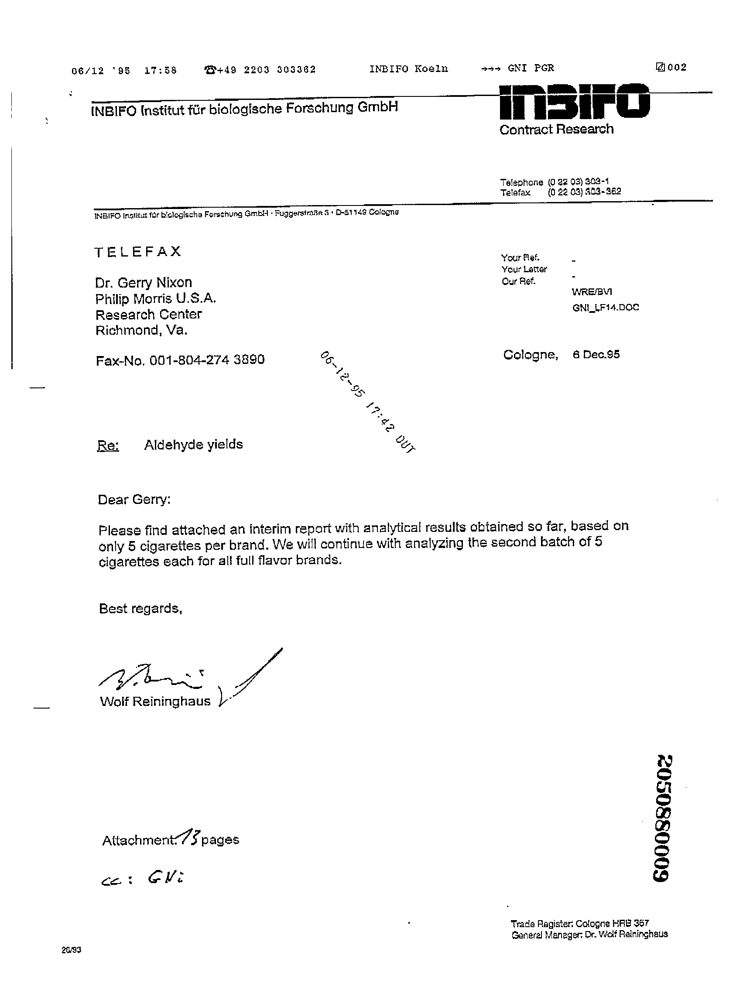 06/12 '95 17:58 ☎+49 2203 303362 INBIFO Koeln →→→ GNI PGR 002
INBIFO Institut für biologische Forschung GmbH
INBIFO
Contract Research
Telephone (0 22 03) 303-1
Telefax (0 22 03) 303-362
INBIFO Institut für biologische Forschung GmbH · Fuggerstraße 3 · D-51149 Cologne
TELEFAX
Your Ref. -
Your Letter -
Our Ref.
WRE/BVI
GNI_LF14.DOC
Dr. Gerry Nixon
Philip Morris U.S.A.
Research Center
Richmond, Va.
Fax-No. 001-804-274 3890
Cologne, 6 Dec.95
06-12-95 17:42 OUT
Re: Aldehyde yields
Dear Gerry:
Please find attached an interim report with analytical results obtained so far, based on
only 5 cigarettes per brand. We will continue with analyzing the second batch of 5
cigarettes each for all full flavor brands.
Best regards,
Wolf Reininghaus
Attachment: 13 pages
cc: GNi
2050880009
Trade Register: Cologne HRB 367
General Manager: Dr. Wolf Reininghaus
20/93